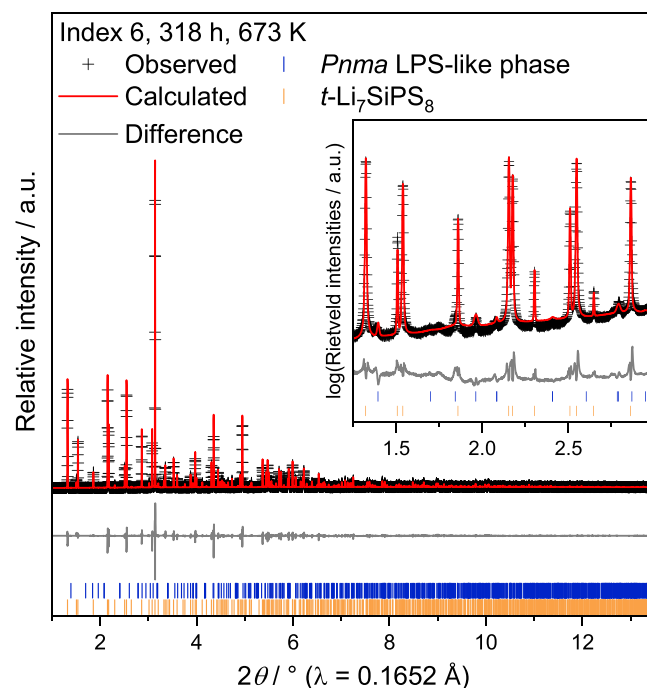 Index 6, 318 h, 673 K
Observed
Pnma LPS-like phase
Calculated
t-Li₇SiPS₈
Difference
Relative intensity / a.u.
log(Rietveld intensities / a.u.)
1.5 2.0 2.5
2 4 6 8 10 12
2θ / ° (λ = 0.1652 Å)